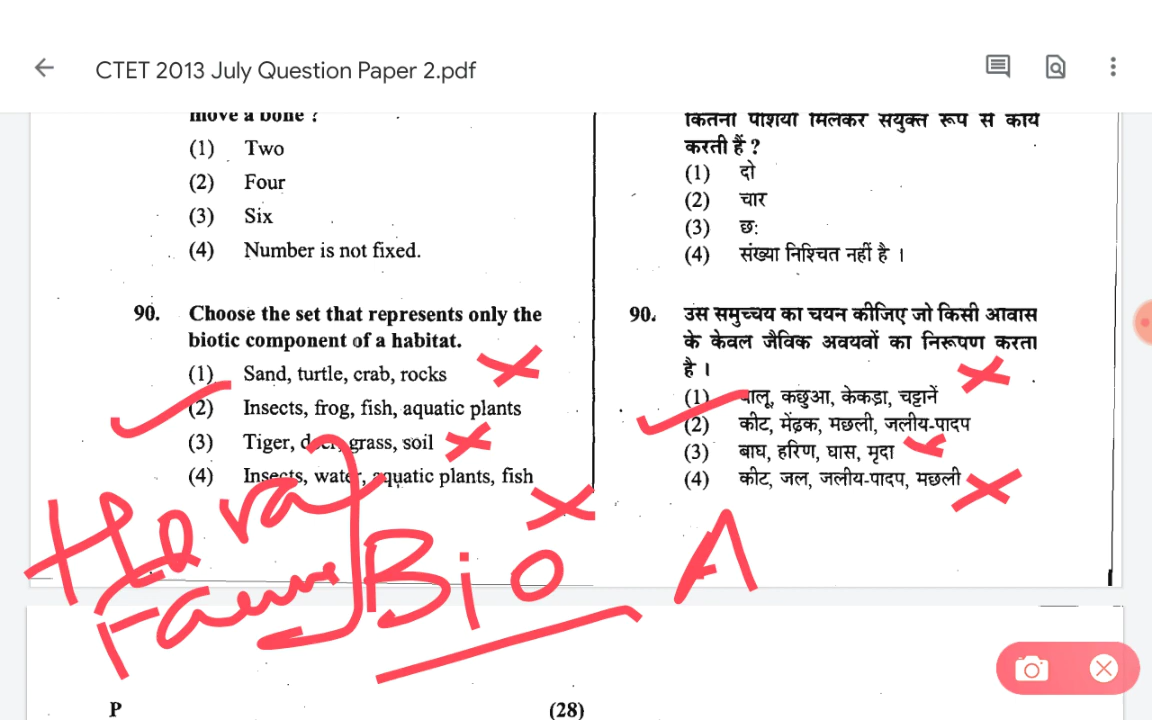 CTET 2013 July Question Paper 2.pdf
move a bone ?
(1) Two
(2) Four
(3) Six
(4) Number is not fixed.
90. Choose the set that represents only the
biotic component of a habitat.
(1) Sand, turtle, crab, rocks
(2) Insects, frog, fish, aquatic plants
(3) Tiger, deer, grass, soil
(4) Insects, water, aquatic plants, fish
कितनी पेशियाँ मिलकर संयुक्त रूप से कार्य
करती हैं ?
(1) दो
(2) चार
(3) छः
(4) संख्या निश्चित नहीं है ।
90. उस समुच्चय का चयन कीजिए जो किसी आवास
के केवल जैविक अवयवों का निरूपण करता
है ।
(1) बालू, कछुआ, केकड़ा, चट्टानें
(2) कीट, मेंढ़क, मछली, जलीय-पादप
(3) बाघ, हरिण, घास, मृदा
(4) कीट, जल, जलीय-पादप, मछली
Bio A
P (28)